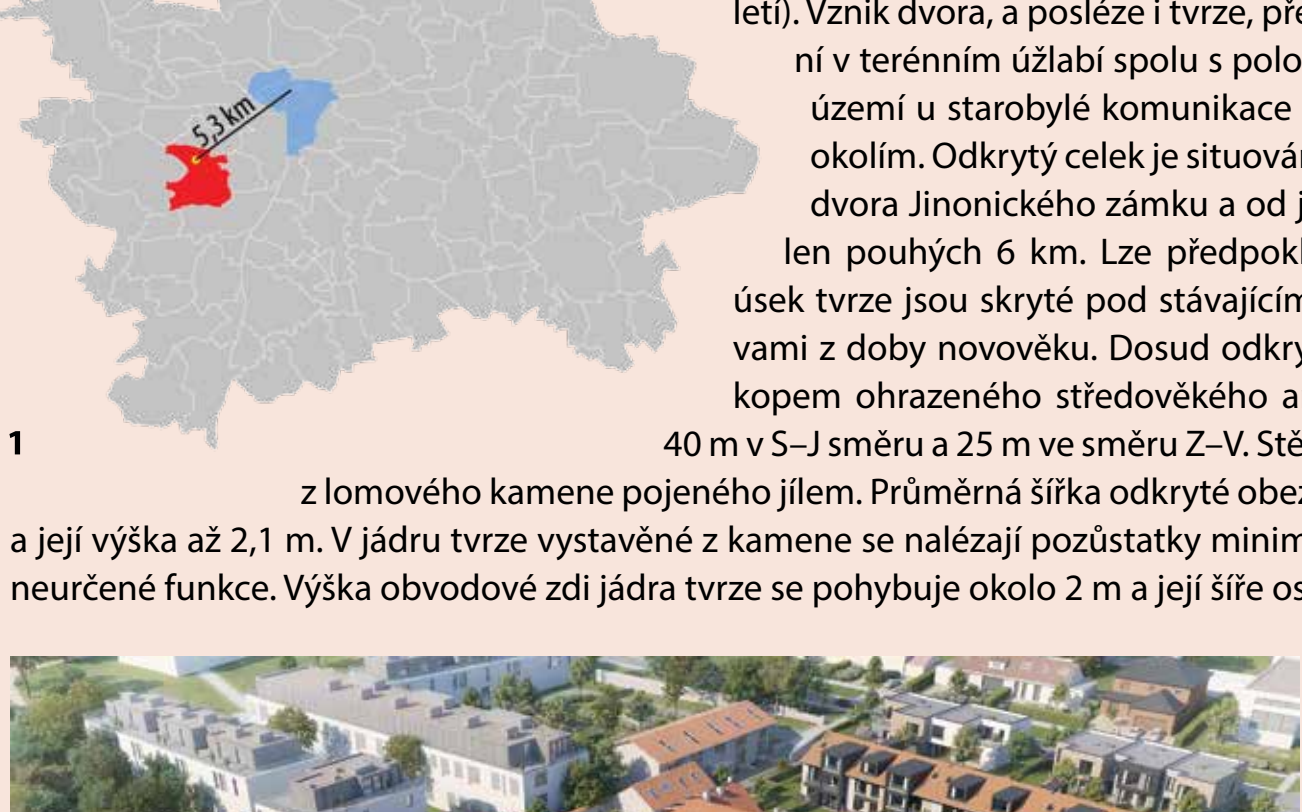 5,3 km
letí). Vznik dvora, a posléze i tvrze, pře
ní v terénním úžlabí spolu s polo
území u starobylé komunikace
okolím. Odkrytý celek je situován
dvora Jinonického zámku a od j
len pouhých 6 km. Lze předpokl
úsek tvrze jsou skryté pod stávajícím
vami z doby novověku. Dosud odkry
kopem ohrazeného středověkého a
1
40 m v S–J směru a 25 m ve směru Z–V. Stě
z lomového kamene pojeného jílem. Průměrná šířka odkryté obez
a její výška až 2,1 m. V jádru tvrze vystavěné z kamene se nalézají pozůstatky minim
neurčené funkce. Výška obvodové zdi jádra tvrze se pohybuje okolo 2 m a její šíře os